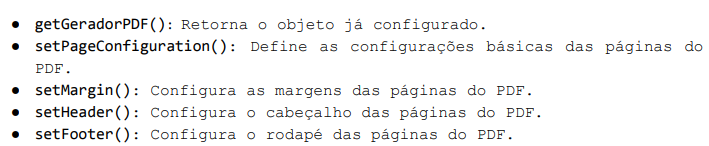 ● getGeradorPDF(): Retorna o objeto já configurado.
● setPageConfiguration(): Define as configurações básicas das páginas do
PDF.
● setMargin(): Configura as margens das páginas do PDF.
● setHeader(): Configura o cabeçalho das páginas do PDF.
● setFooter(): Configura o rodapé das páginas do PDF.